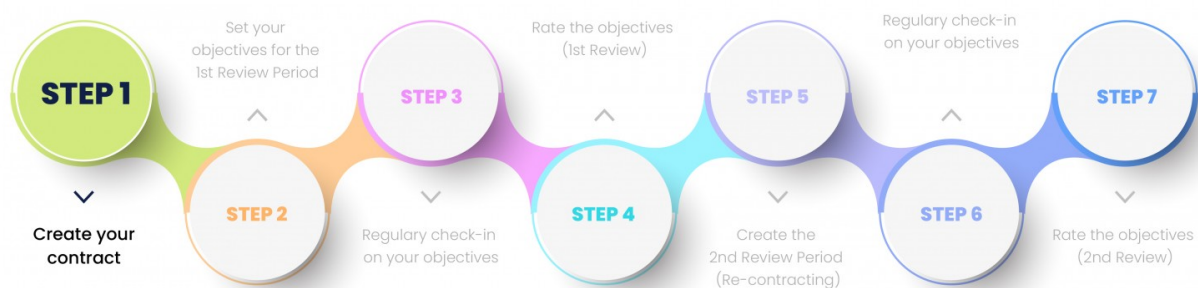 STEP 1
Create your
contract
Set your
objectives for the
1st Review Period
STEP 2
STEP 3
Regulary check-in
on your objectives
Rate the objectives
(1st Review)
STEP 4
STEP 5
Create the
2nd Review Period
(Re-contracting)
Regulary check-in
on your objectives
STEP 6
STEP 7
Rate the objectives
(2nd Review)